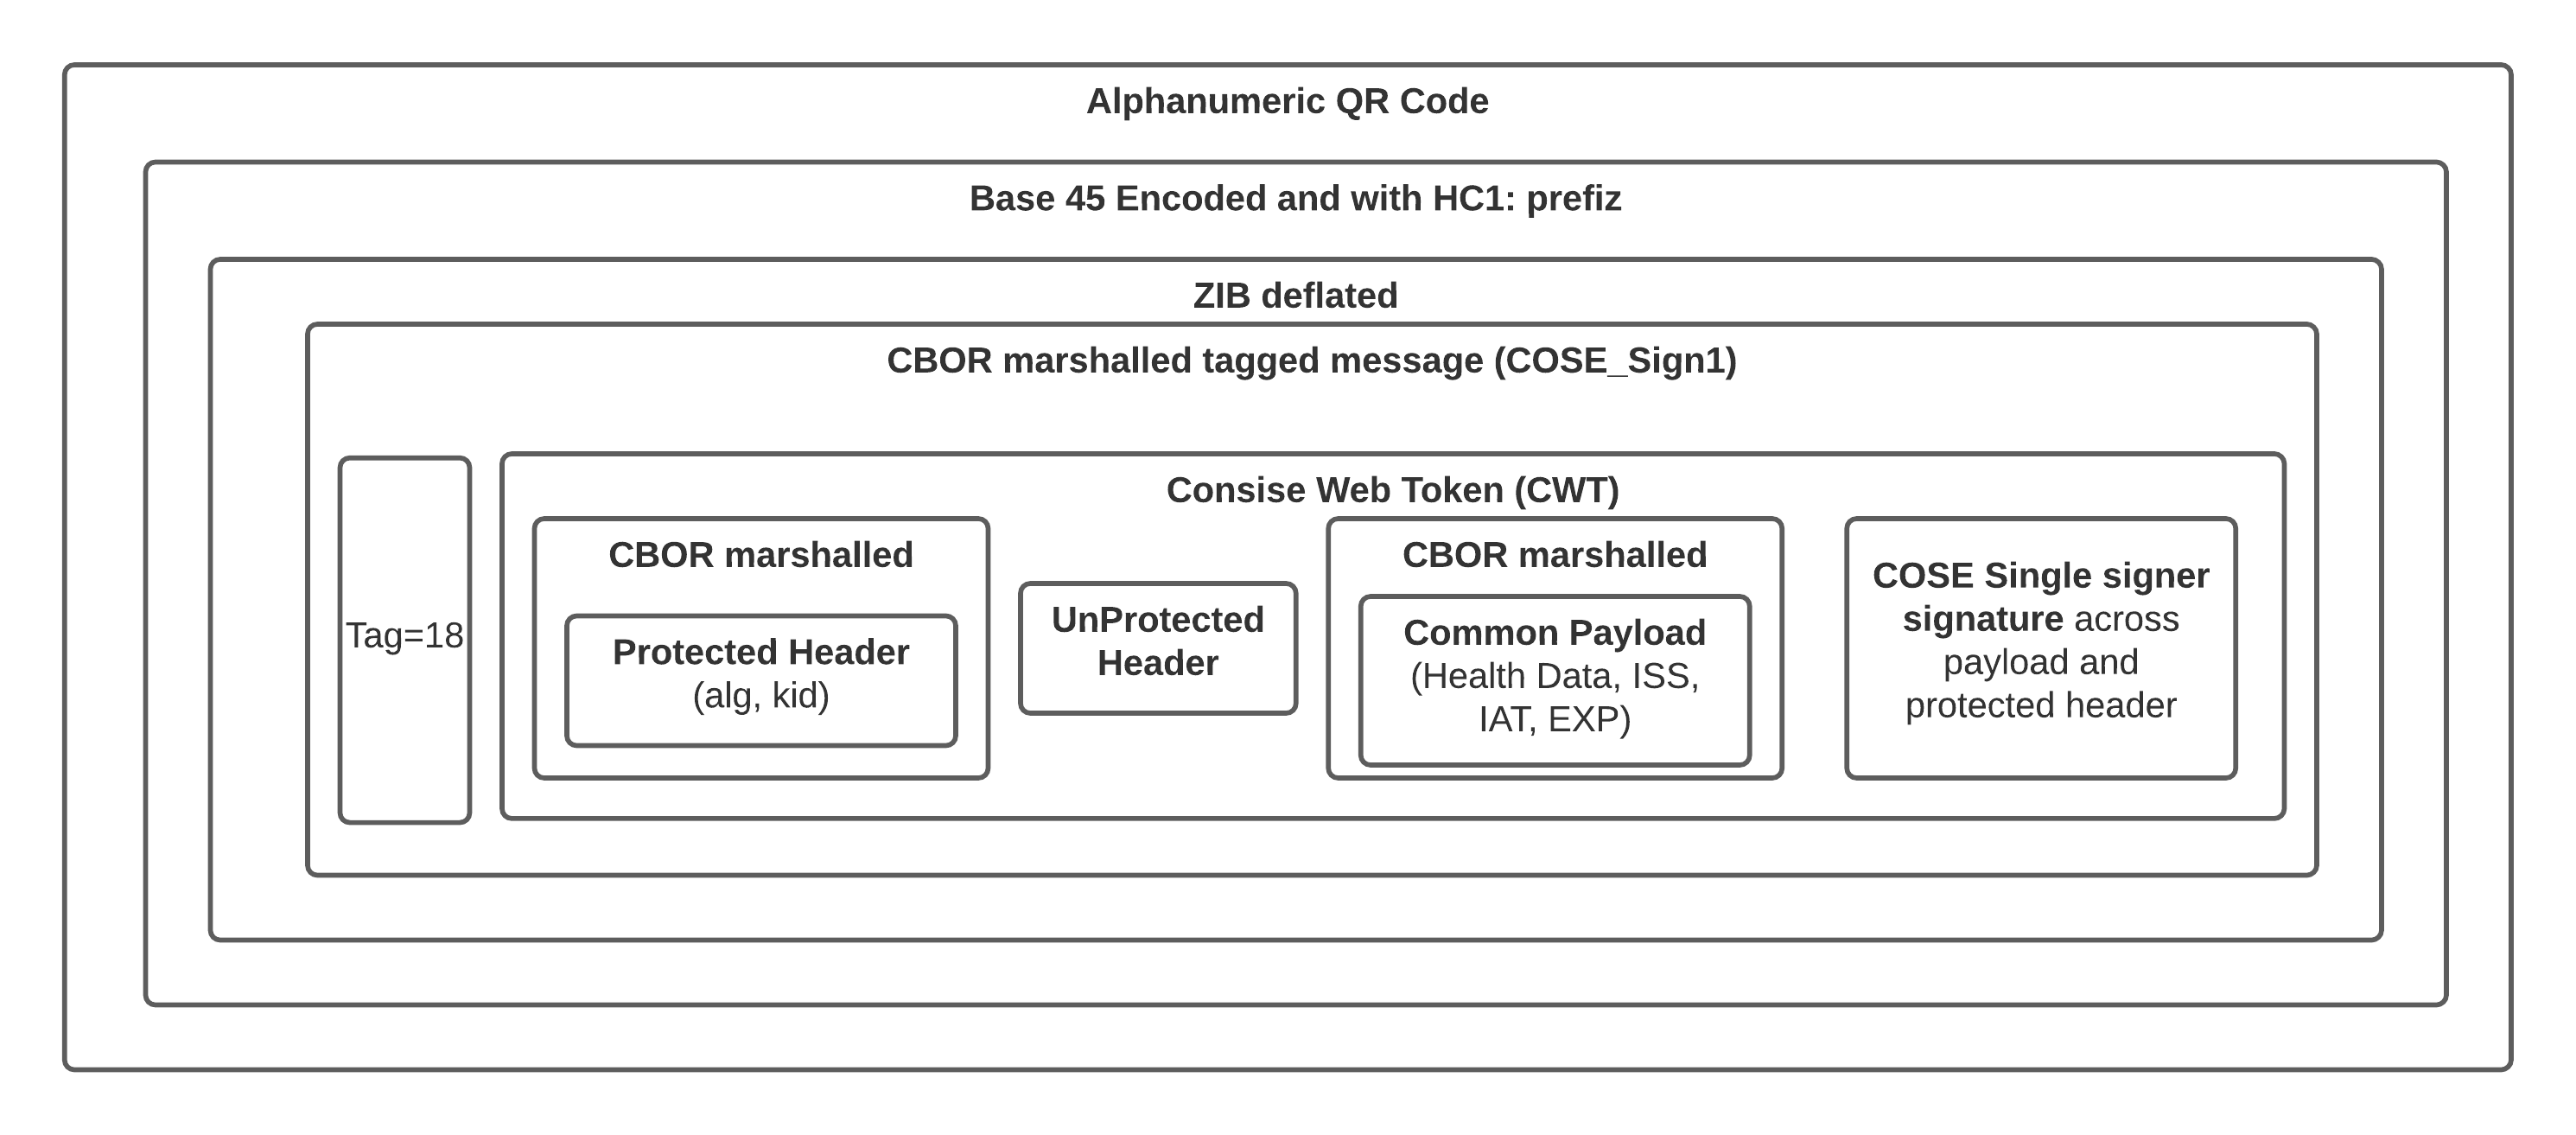 Alphanumeric QR Code
Base 45 Encoded and with HC1: prefiz
ZIB deflated
CBOR marshalled tagged message (COSE_Sign1)
Tag=18
Consise Web Token (CWT)
CBOR marshalled
Protected Header
(alg, kid)
UnProtected
Header
CBOR marshalled
Common Payload
(Health Data, ISS,
IAT, EXP)
COSE Single signer
signature across
payload and
protected header